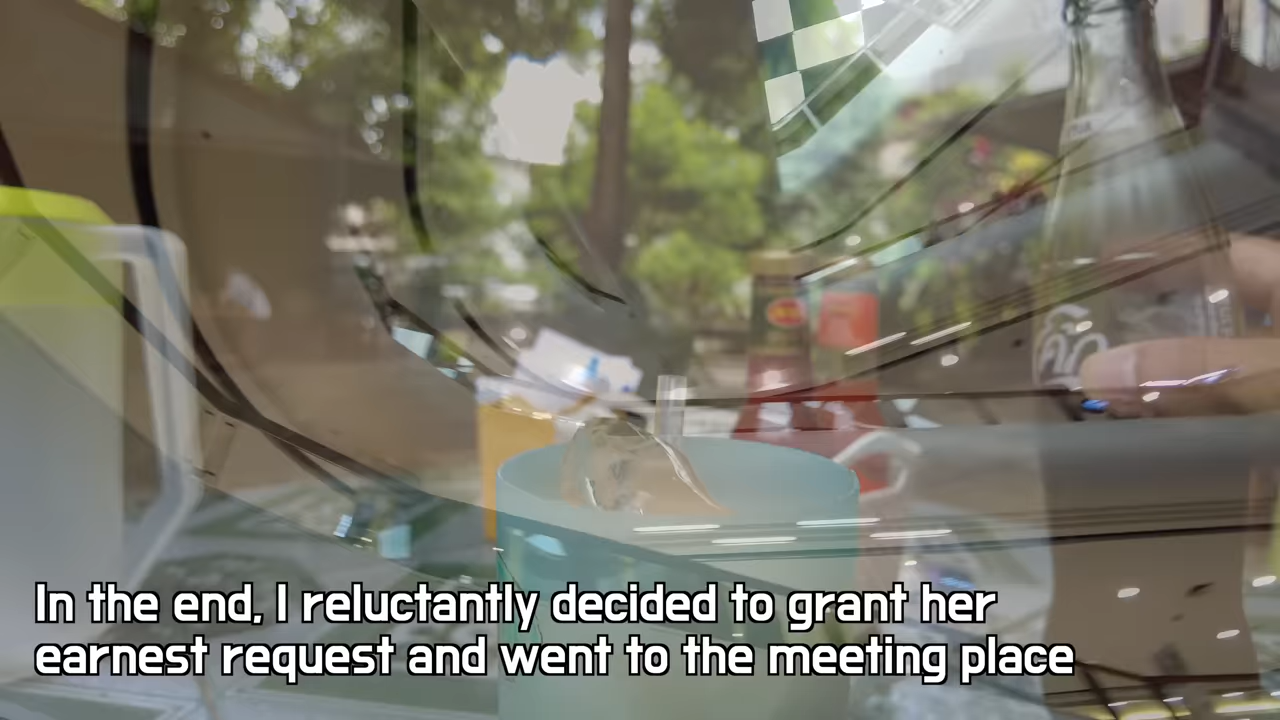 In the end, I reluctantly decided to grant her
earnest request and went to the meeting place